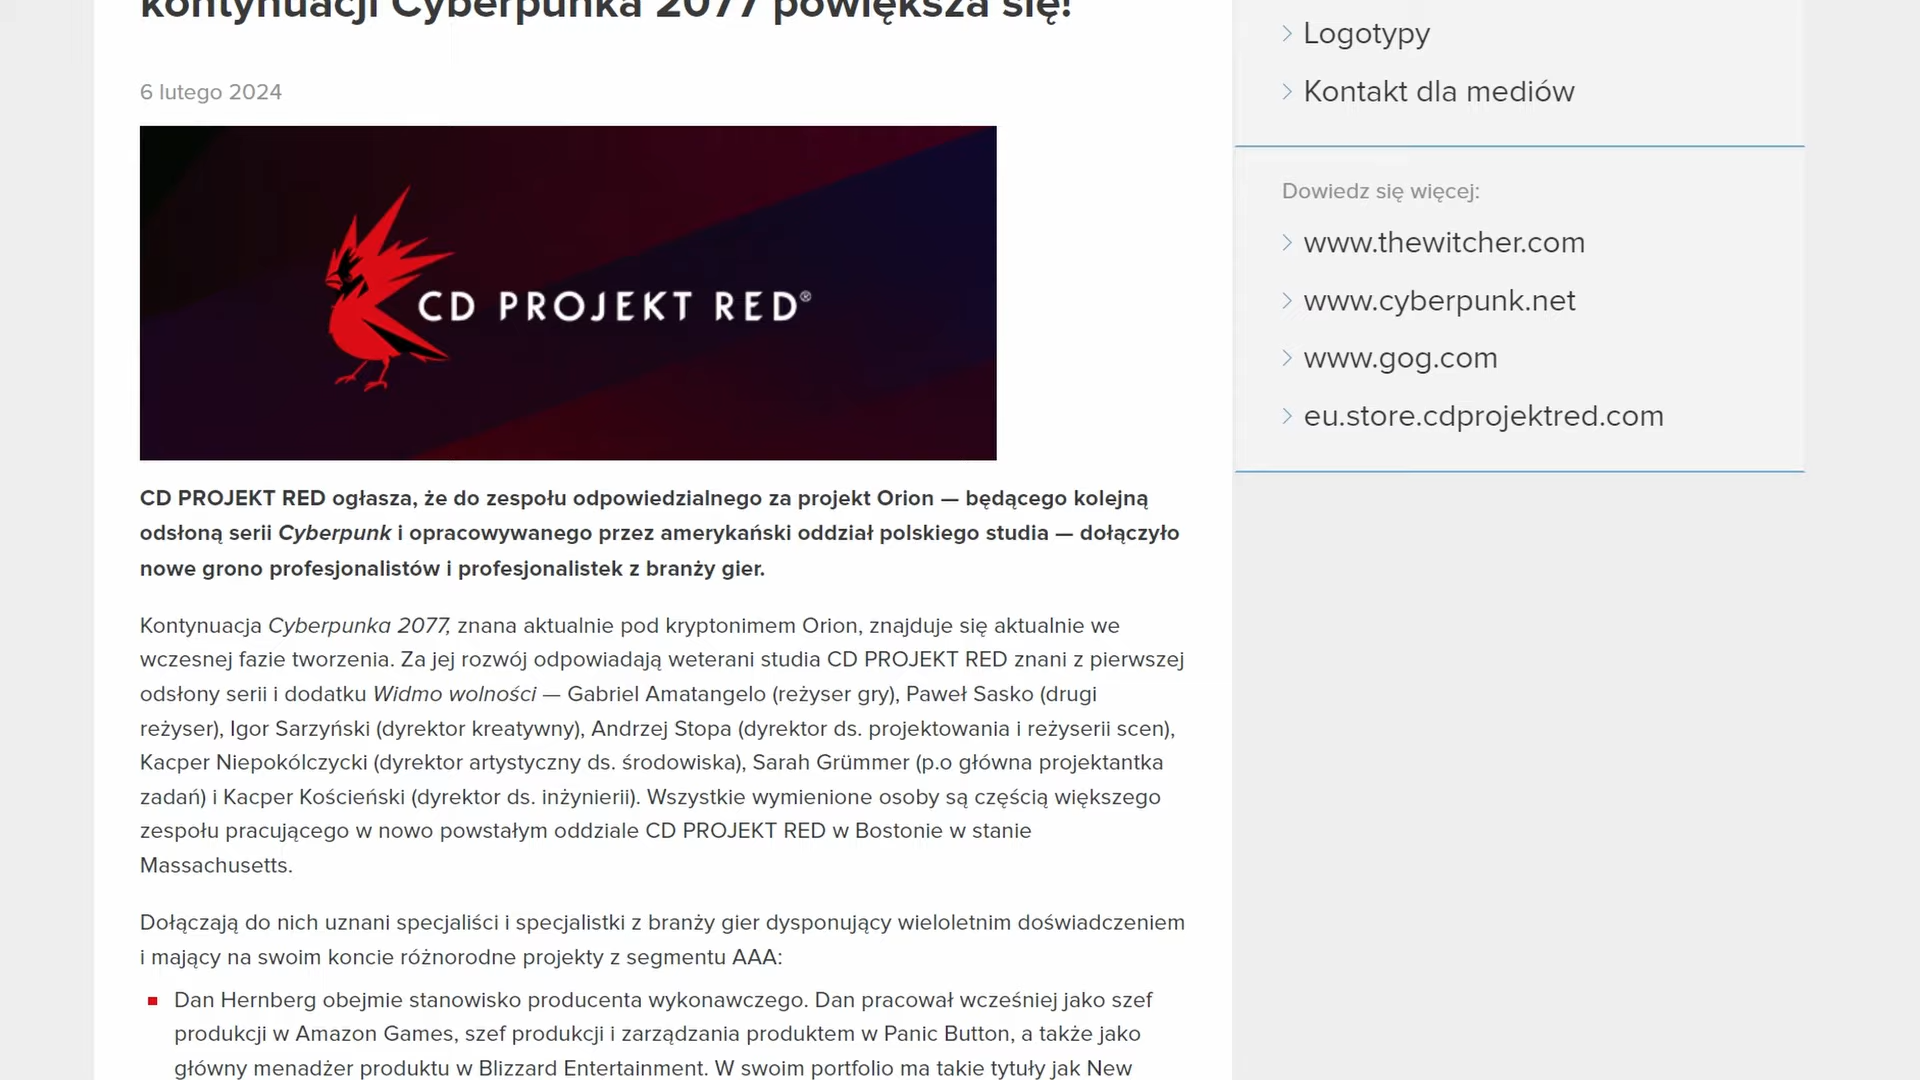 kontynuacji Cyberpunka 2077 powiększa się!
6 lutego 2024
CD PROJEKT RED®
CD PROJEKT RED ogłasza, że do zespołu odpowiedzialnego za projekt Orion — będącego kolejną
odsłoną serii Cyberpunk i opracowywanego przez amerykański oddział polskiego studia — dołączyło
nowe grono profesjonalistów i profesjonalistek z branży gier.
Kontynuacja Cyberpunka 2077, znana aktualnie pod kryptonimem Orion, znajduje się aktualnie we
wczesnej fazie tworzenia. Za jej rozwój odpowiadają weterani studia CD PROJEKT RED znani z pierwszej
odsłony serii i dodatku Widmo wolności — Gabriel Amatangelo (reżyser gry), Paweł Sasko (drugi
reżyser), Igor Sarzyński (dyrektor kreatywny), Andrzej Stopa (dyrektor ds. projektowania i reżyserii scen),
Kacper Niepokólczycki (dyrektor artystyczny ds. środowiska), Sarah Grümmer (p.o główna projektantka
zadań) i Kacper Kościeński (dyrektor ds. inżynierii). Wszystkie wymienione osoby są częścią większego
zespołu pracującego w nowo powstałym oddziale CD PROJEKT RED w Bostonie w stanie
Massachusetts.
Dołączają do nich uznani specjaliści i specjalistki z branży gier dysponujący wieloletnim doświadczeniem
i mający na swoim koncie różnorodne projekty z segmentu AAA:
Dan Hernberg obejmie stanowisko producenta wykonawczego. Dan pracował wcześniej jako szef
produkcji w Amazon Games, szef produkcji i zarządzania produktem w Panic Button, a także jako
główny menadżer produktu w Blizzard Entertainment. W swoim portfolio ma takie tytuły jak New
Logotypy
Kontakt dla mediów
Dowiedz się więcej:
www.thewitcher.com
www.cyberpunk.net
www.gog.com
eu.store.cdprojektred.com